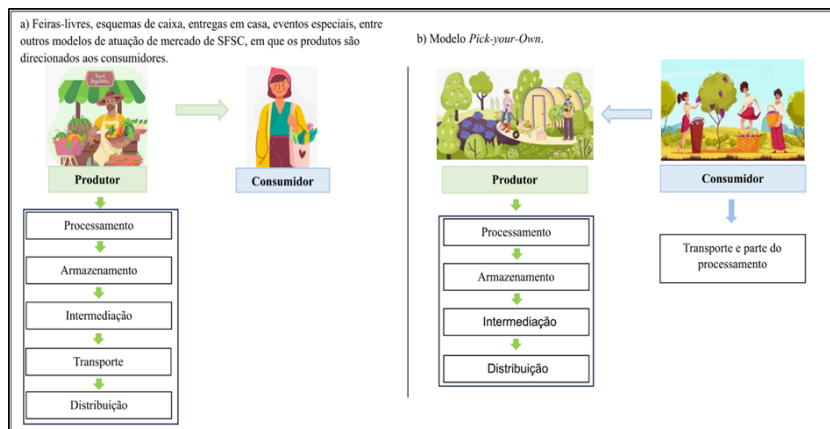 a) Feiras-livres, esquemas de caixa, entregas em casa, eventos especiais, entre
outros modelos de atuação de mercado de SFSC, em que os produtos são
direcionados aos consumidores.
Produtor
Consumidor
Processamento
Armazenamento
Intermediação
Transporte
Distribuição
b) Modelo Pick-your-Own.
Produtor
Consumidor
Processamento
Armazenamento
Intermediação
Distribuição
Transporte e parte do
processamento